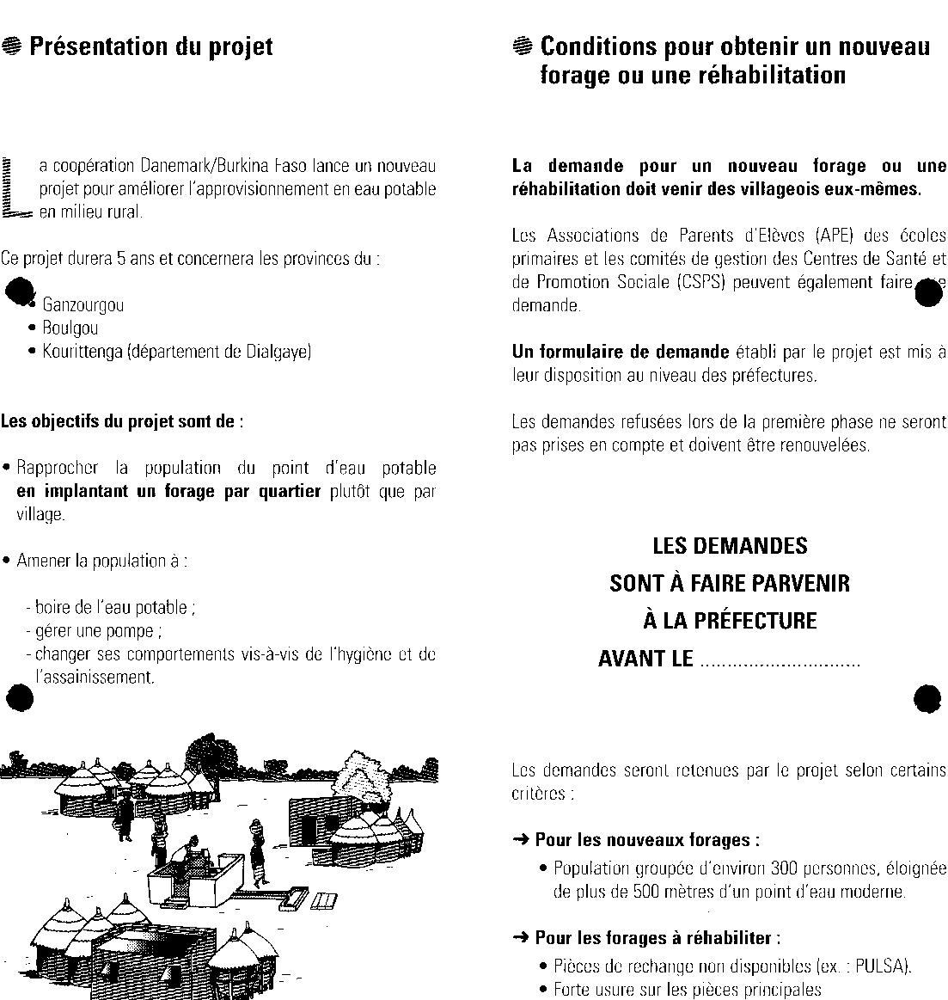 Présentation du projet
La coopération Danemark/Burkina Faso lance un nouveau
projet pour améliorer l'approvisionnement en eau potable
en milieu rural.
Ce projet durera 5 ans et concernera les provinces du :
• Ganzourgou
• Boulgou
• Kourittenga (département de Dialgaye)
Les objectifs du projet sont de :
• Rapprocher la population du point d'eau potable
en implantant un forage par quartier plutôt que par
village.
• Amener la population à :
- boire de l'eau potable ;
- gérer une pompe ;
- changer ses comportements vis-à-vis de l'hygiène et de
l'assainissement.
Conditions pour obtenir un nouveau
forage ou une réhabilitation
La demande pour un nouveau forage ou une
réhabilitation doit venir des villageois eux-mêmes.
Les Associations de Parents d'Elèves (APE) des écoles
primaires et les comités de gestion des Centres de Santé et
de Promotion Sociale (CSPS) peuvent également faire
demande.
Un formulaire de demande établi par le projet est mis à
leur disposition au niveau des préfectures.
Les demandes refusées lors de la première phase ne seront
pas prises en compte et doivent être renouvelées.
LES DEMANDES
SONT À FAIRE PARVENIR
À LA PRÉFECTURE
AVANT LE ..............................
Les demandes seront retenues par le projet selon certains
critères :
➔ Pour les nouveaux forages :
• Population groupée d'environ 300 personnes, éloignée
de plus de 500 mètres d'un point d'eau moderne.
➔ Pour les forages à réhabiliter :
• Pièces de rechange non disponibles (ex. : PULSA).
• Forte usure sur les pièces principales